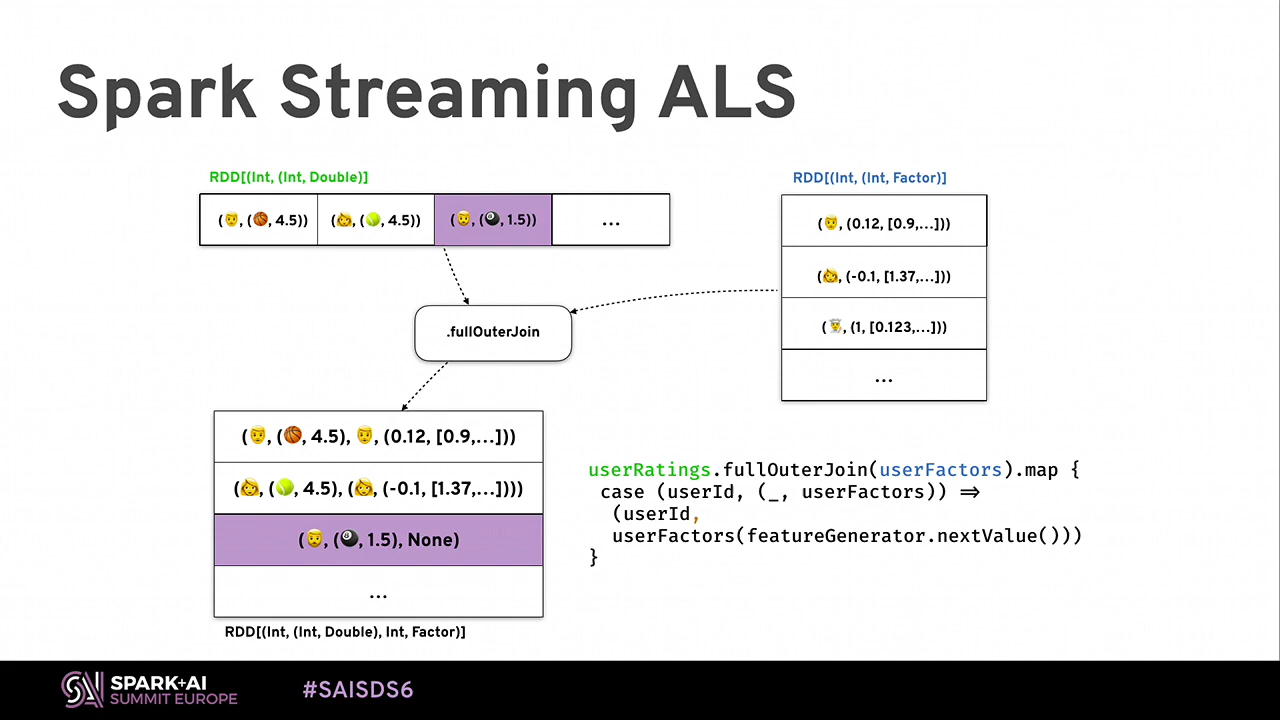 Spark Streaming ALS
RDD[(Int, (Int, Double)]
RDD[(Int, (Int, Factor)]
(👨, (🏀, 4.5))
(👩, (🎾, 4.5))
(👴, (🎱, 1.5))
...
(👨, (0.12, [0.9,...]))
(👩, (-0.1, [1.37,...]))
(👳, (1, [0.123,...]))
...
.fullOuterJoin
(👨, (🏀, 4.5), 👨, (0.12, [0.9,...]))
(👩, (🎾, 4.5), (👩, (-0.1, [1.37,...])))
(👴, (🎱, 1.5), None)
...
RDD[(Int, (Int, Double), Int, Factor)]
userRatings.fullOuterJoin(userFactors).map {
case (userId, (_, userFactors)) ⇒
(userId,
userFactors(featureGenerator.nextValue()))
}
SPARK+AI
SUMMIT EUROPE
#SAISDS6